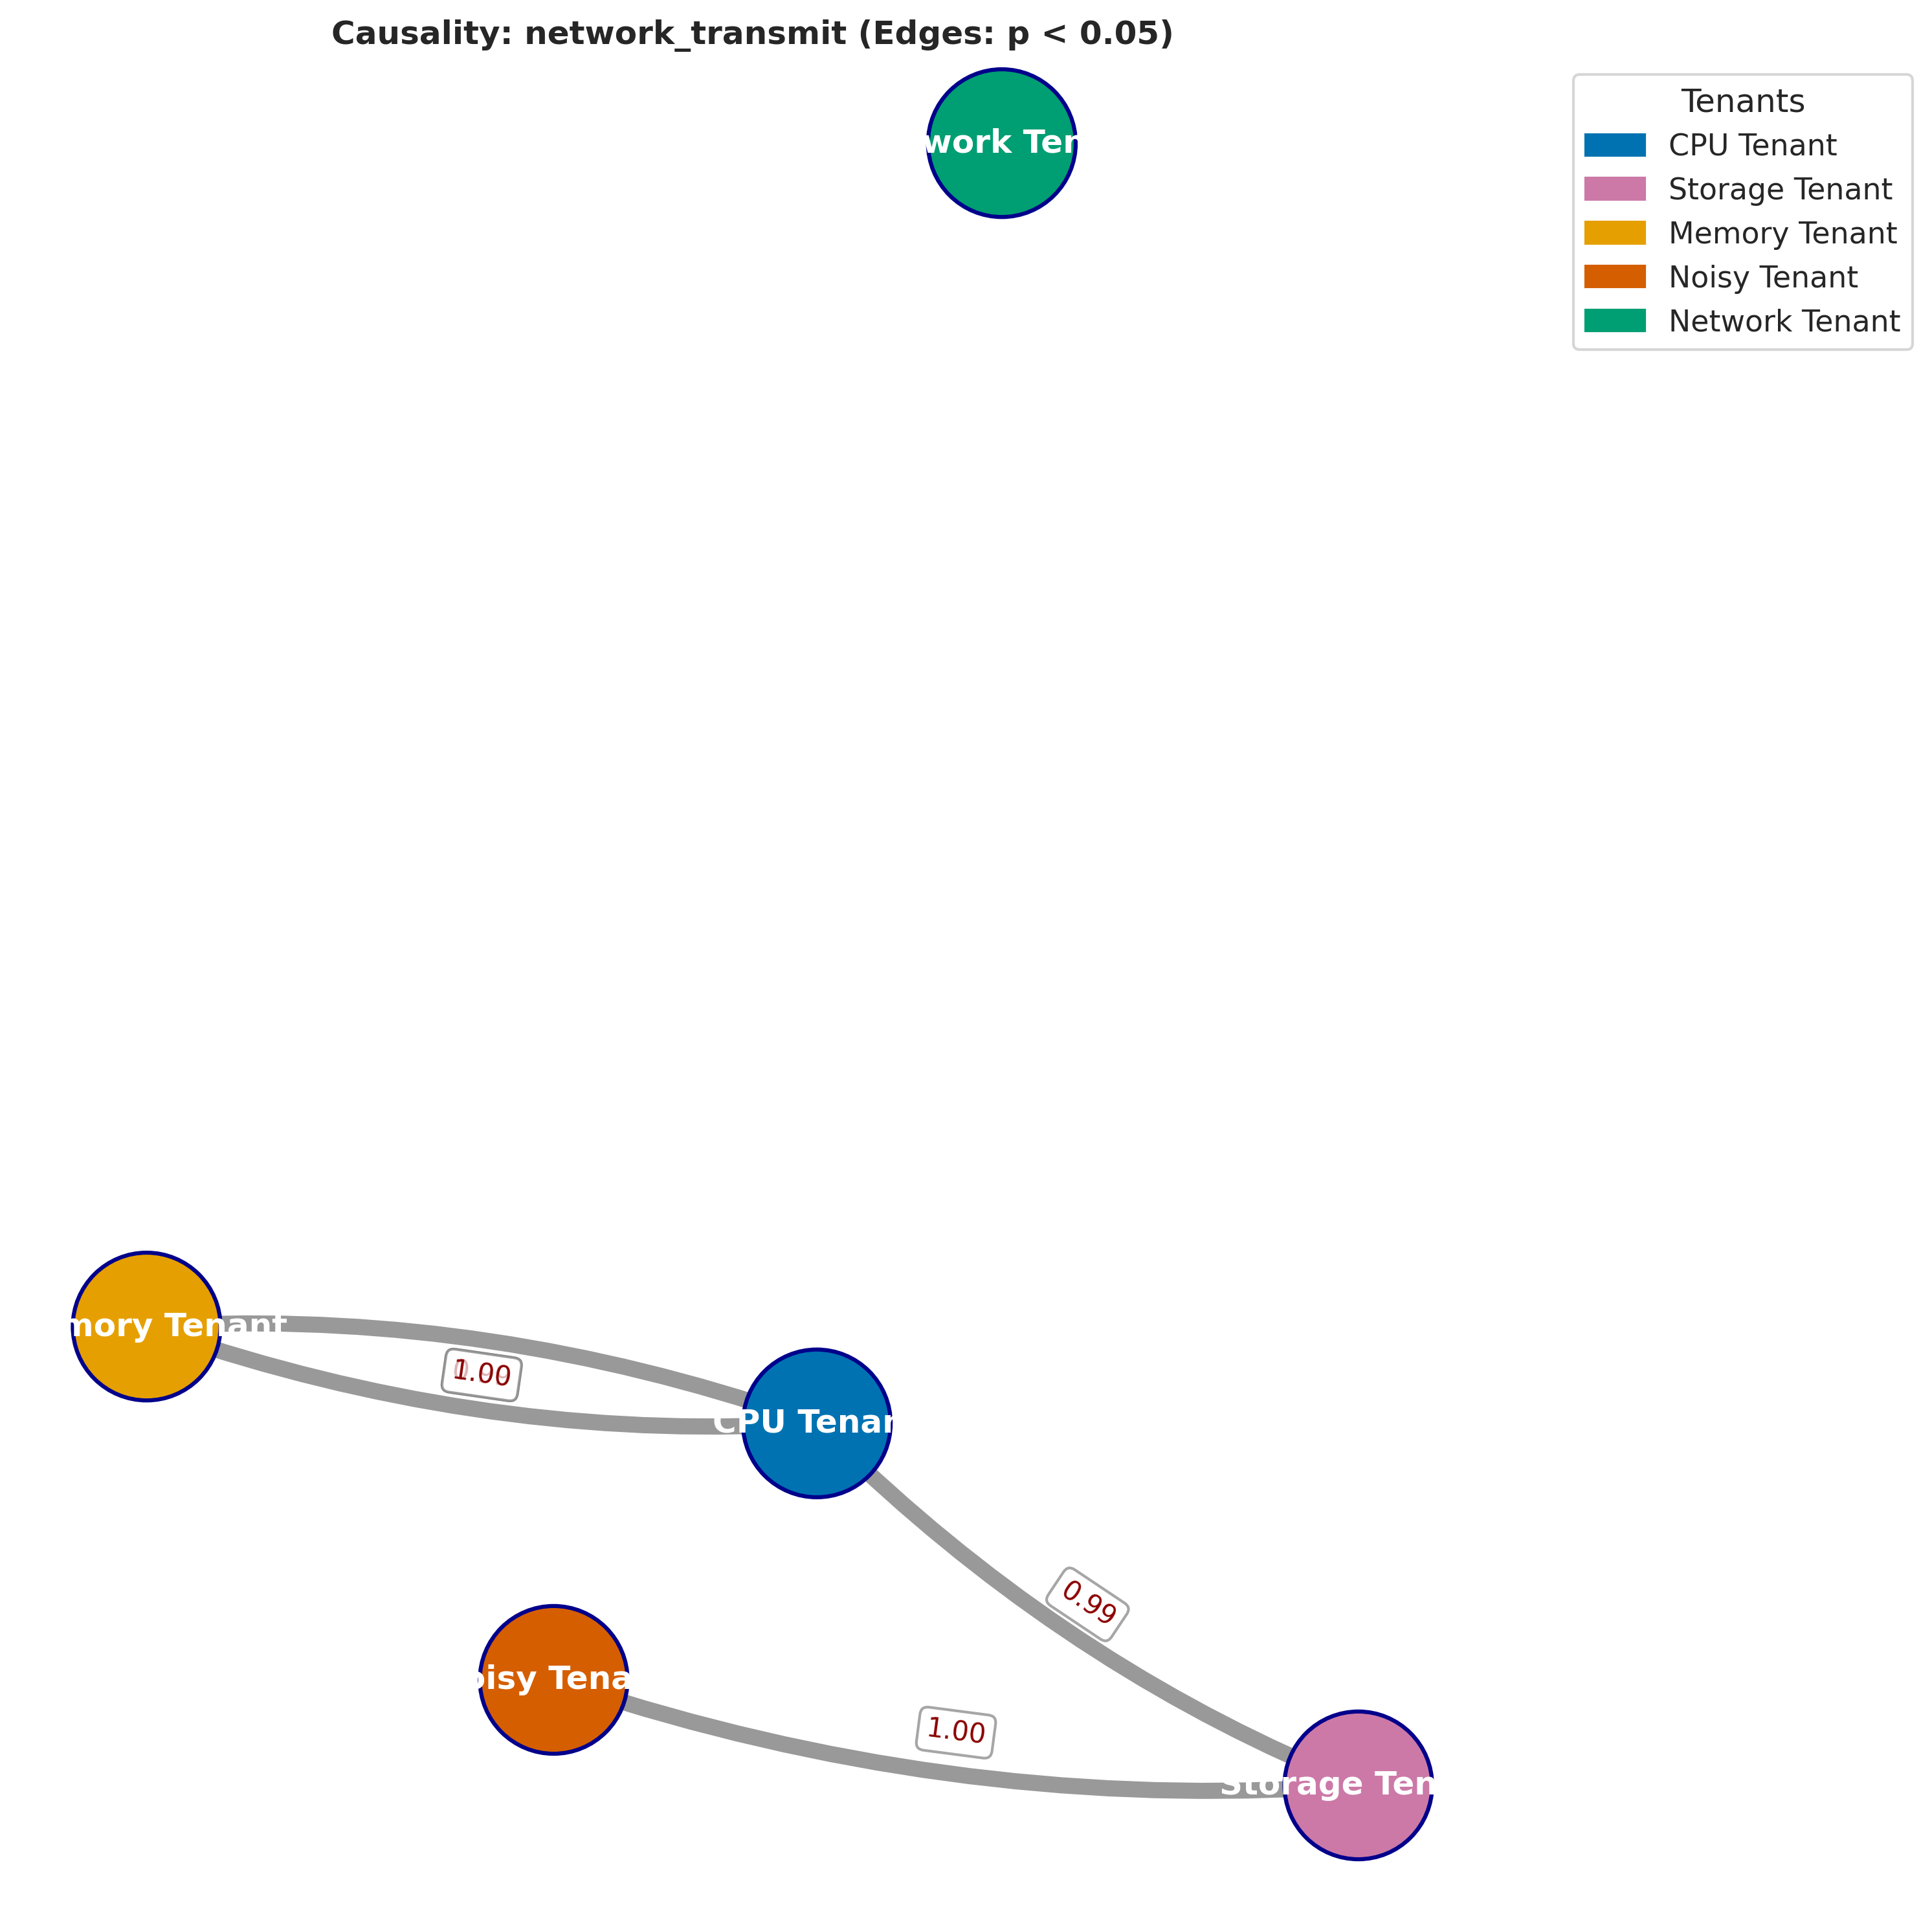 Causality: network_transmit (Edges: p < 0.05)
work Ten
Tenants
CPU Tenant
Storage Tenant
Memory Tenant
Noisy Tenant
Network Tenant
mory Tenant
1.00
CPU Tenan
0.99
oisy Tena
1.00
Storage Ten